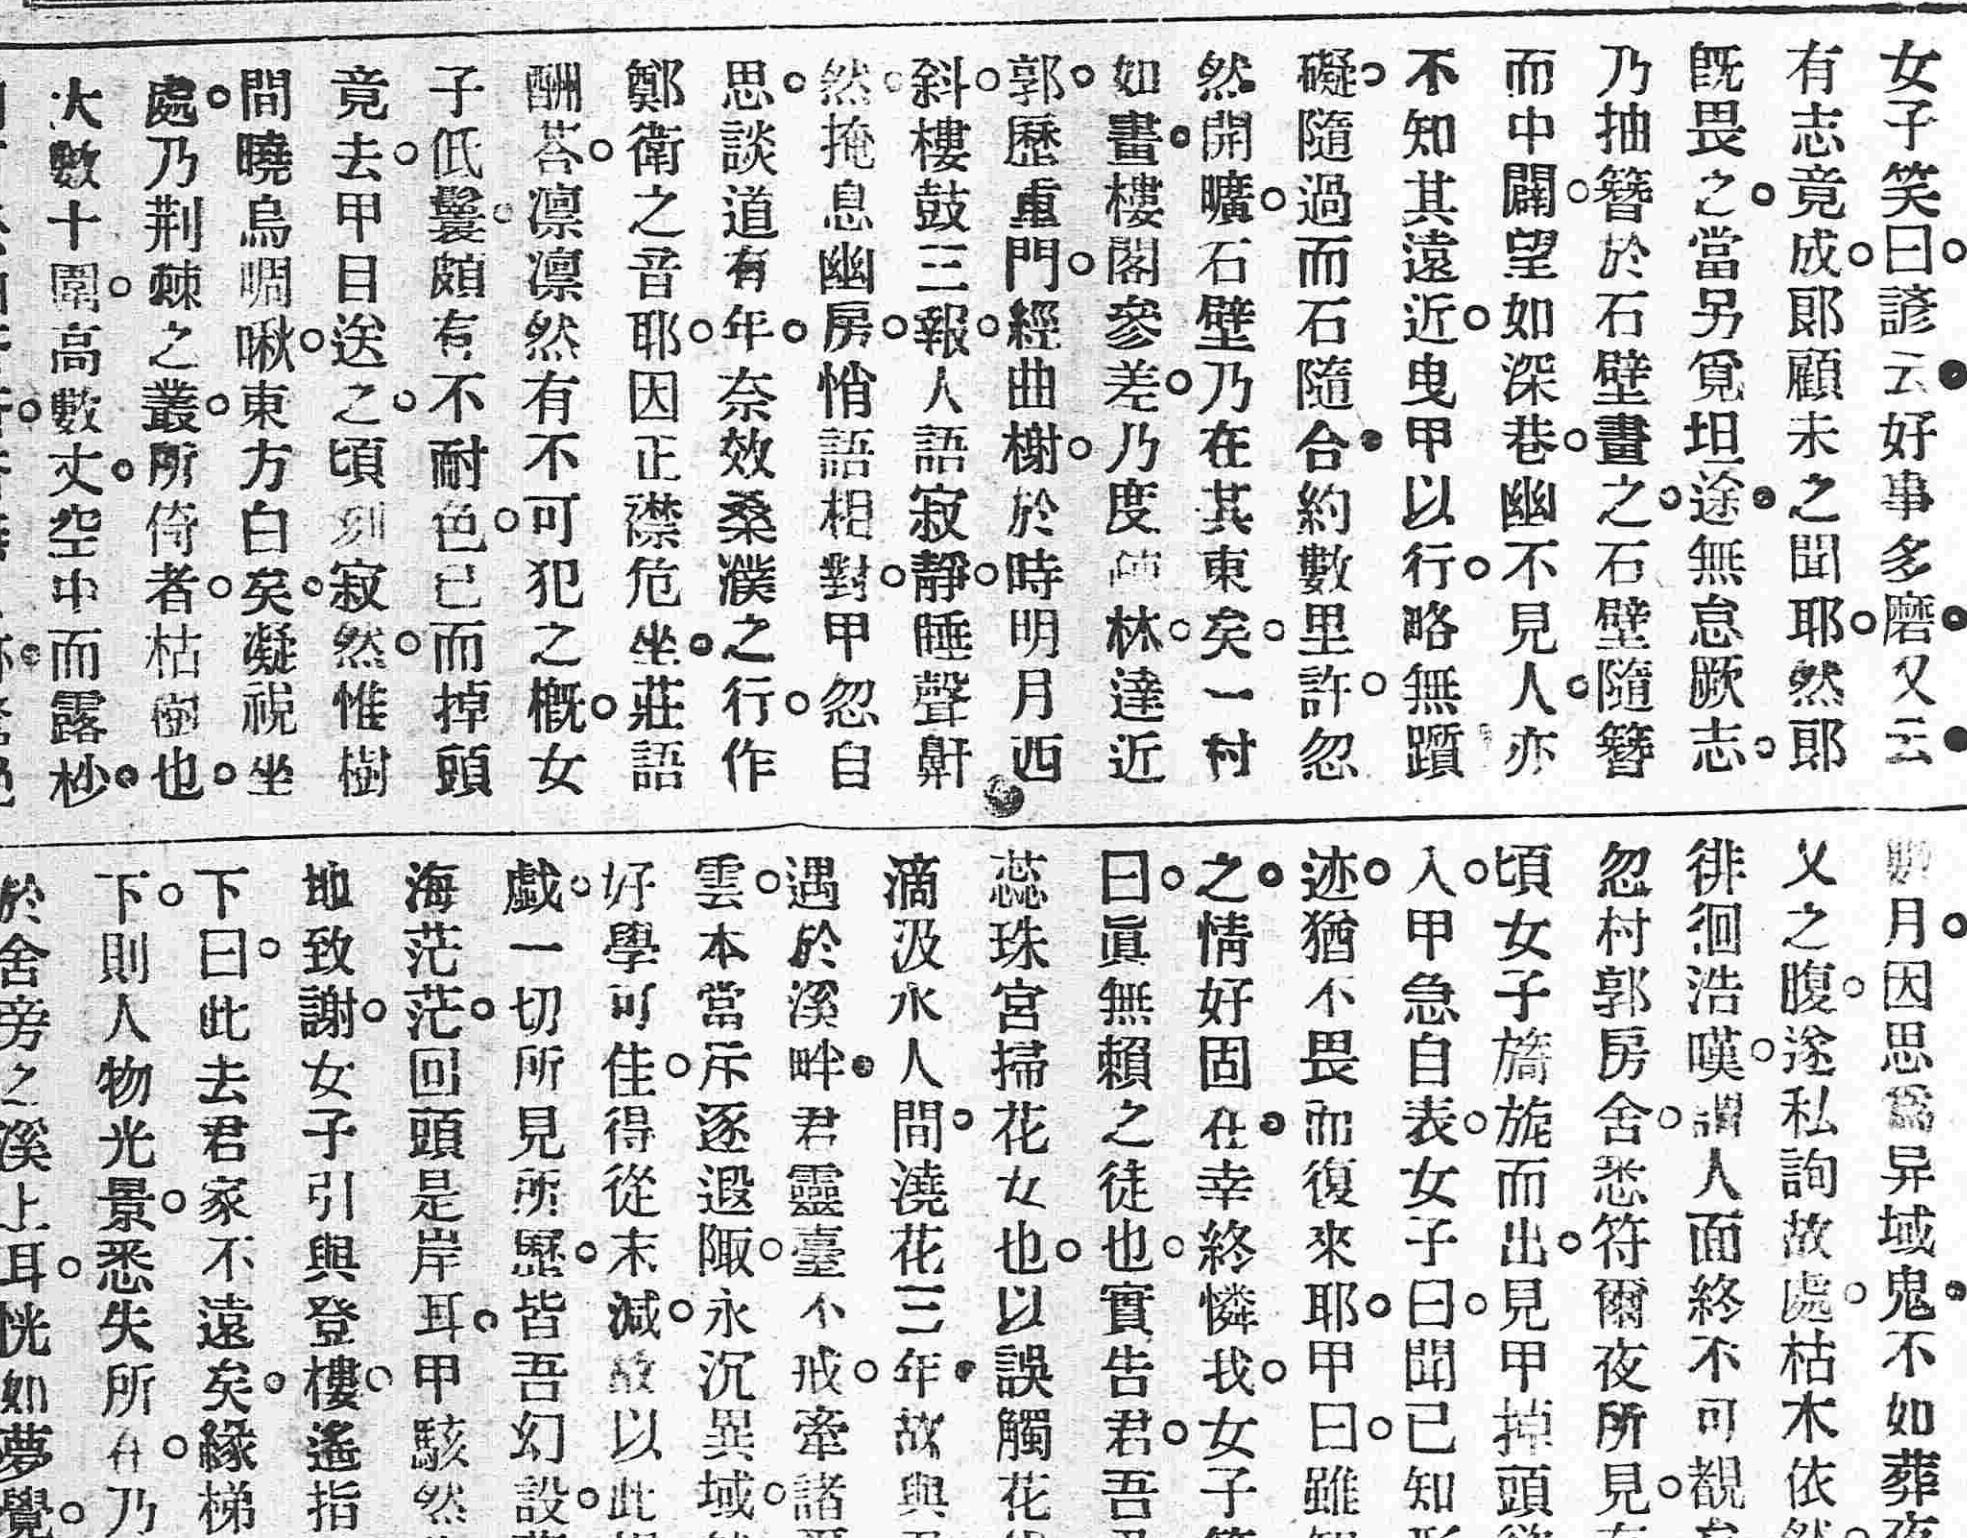 女子笑曰諺云好事多磨又云
有志竟成郎顧未之聞耶然郎
旣畏之當另覓坦途無怠厥志
乃抽簪於石壁畫之石壁隨簪
而中闢望如深巷幽不見人亦
不知其遠近曳甲以行略無躓
礙隨過而石隨合約數里許忽
然開曠石壁乃在其東矣一村
如畫樓閣參差乃度林達近
郭歷重門經曲榭於時明月西
斜樓鼓三報人語寂靜睡聲鼾
然掩息幽房悄語相對甲忽自
思談道有年奈效桑濮之行作
鄭衛之音耶因正襟危坐莊語
酬荅凛凛然有不可犯之概女
子低鬟頗有不耐色已而掉頭
竟去甲目送之頃刻寂然惟樹
間曉烏啁啾東方白矣凝視坐
處乃荆棘之叢所倚者枯樹也
大數十圍高數丈空中而露杪
月因思爲异域鬼不如葬
乂之腹遂私詢故處枯木依
徘徊浩嘆謂人面終不可覩
忽村郭房舍悉符爾夜所見
頃女子旖旎而出見甲掉頭
入甲急自表女子曰聞已知
迹猶不畏而復來耶甲曰雖
之情好固在幸終憐我女子
曰眞無賴之徒也實告君吾
蕊珠宮掃花女也以誤觸花
滴汲水人間澆花三年故與
遇於溪畔君靈臺不戒牽諸
雲本當斥逐遐陬永沉異域
好學可佳得從末減故以此
戯一切所見所歷皆吾幻設
海茫茫回頭是岸耳甲駭然
地致謝女子引與登樓遙指
下曰此去君家不遠矣緣梯
下則人物光景悉失所在乃
於舍旁之溪上耳恍如夢覺